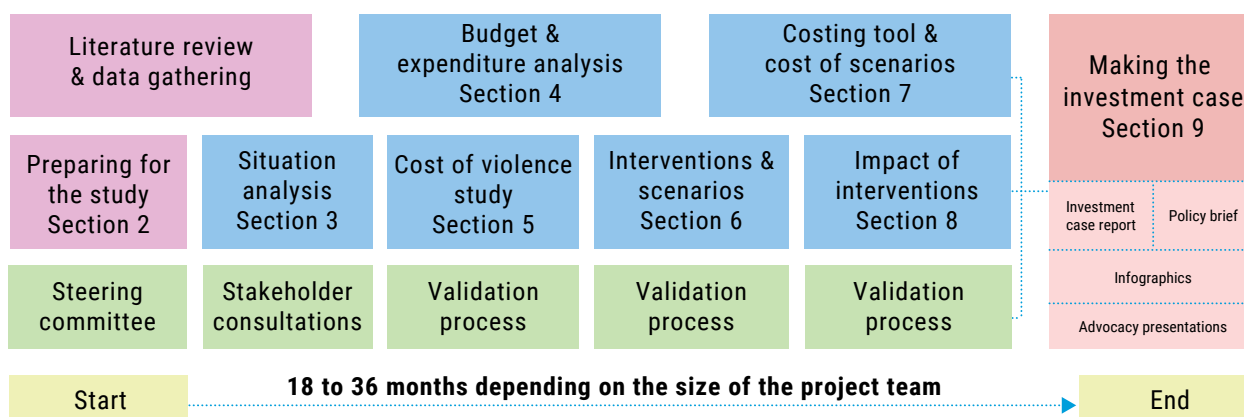 Literature review
& data gathering
Budget &
expenditure analysis
Section 4
Costing tool &
cost of scenarios
Section 7
Making the
investment case
Section 9
Preparing for
the study
Section 2
Situation
analysis
Section 3
Cost of violence
study
Section 5
Interventions &
scenarios
Section 6
Impact of
interventions
Section 8
Investment
case report
Policy brief
Infographics
Advocacy presentations
Steering
committee
Stakeholder
consultations
Validation
process
Validation
process
Validation
process
Start
18 to 36 months depending on the size of the project team
End